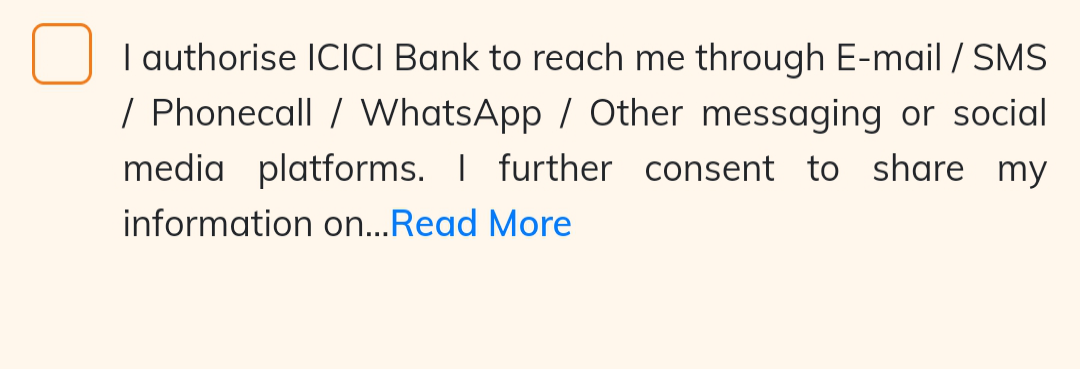 I authorise ICICI Bank to reach me through E-mail / SMS
/ Phonecall / WhatsApp / Other messaging or social
media platforms. I further consent to share my
information on...Read More